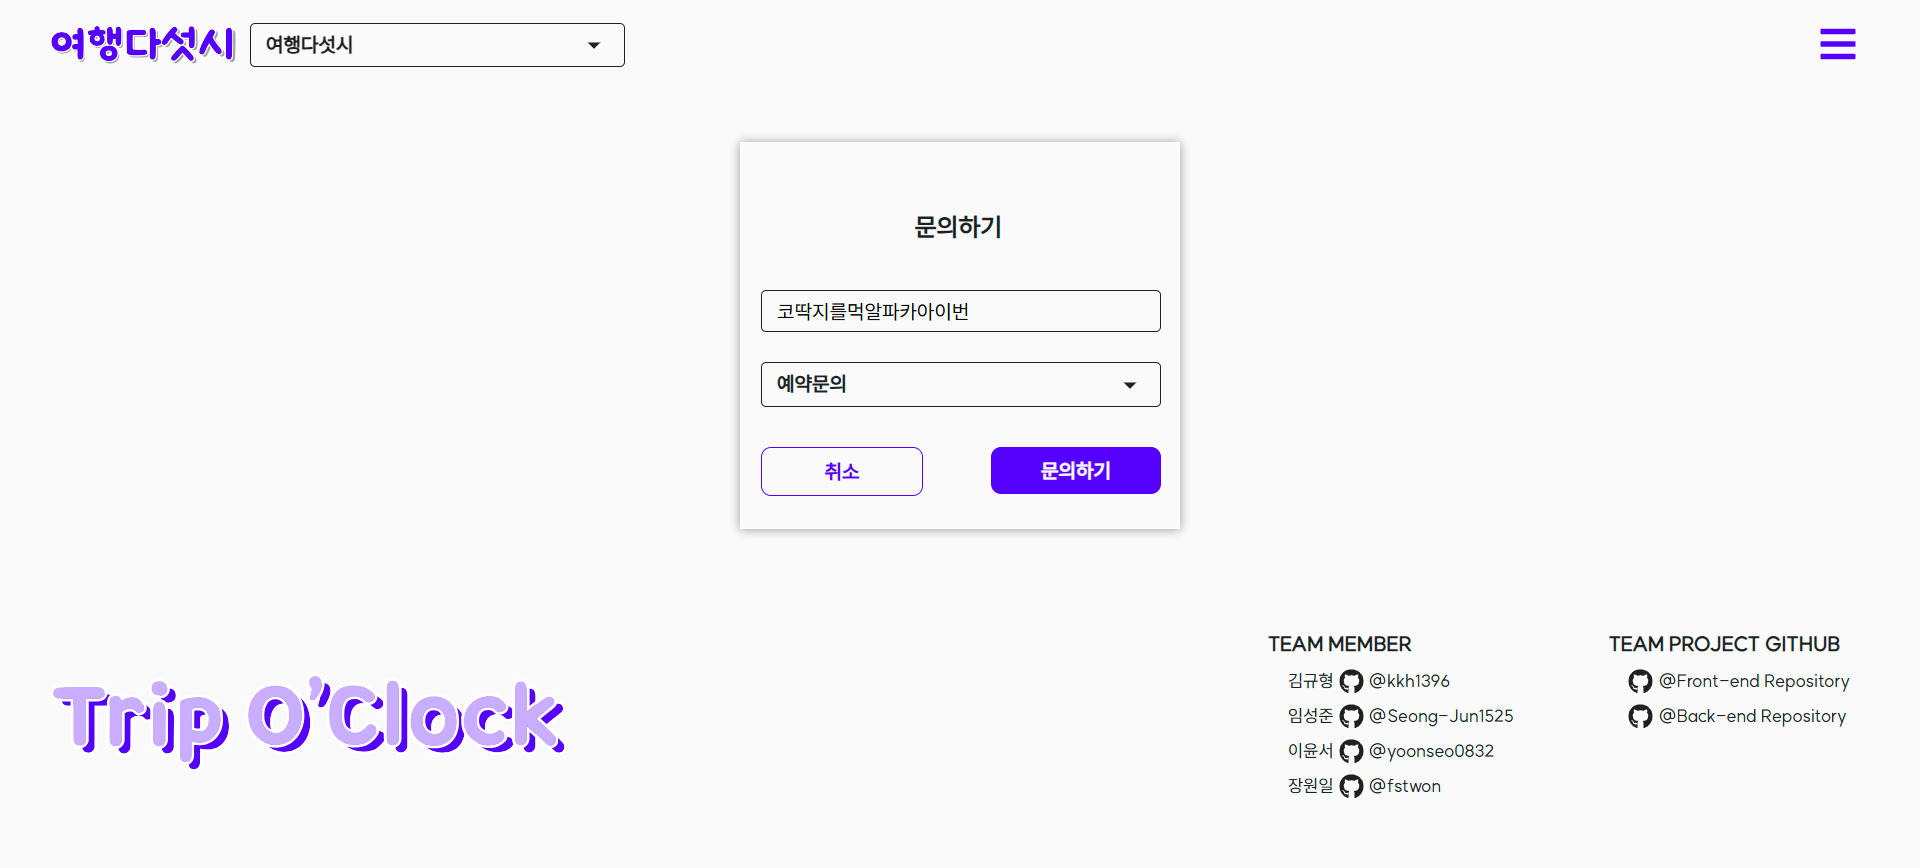 여행다섯시
여행다섯시
문의하기
코딱지를먹알파카아이번
예약문의
취소
문의하기
Trip O'Clock
TEAM MEMBER
김규형 @kkh1396
임성준 @Seong-Jun1525
이윤서 @yoonseo0832
장원일 @fstwon
TEAM PROJECT GITHUB
@Front-end Repository
@Back-end Repository